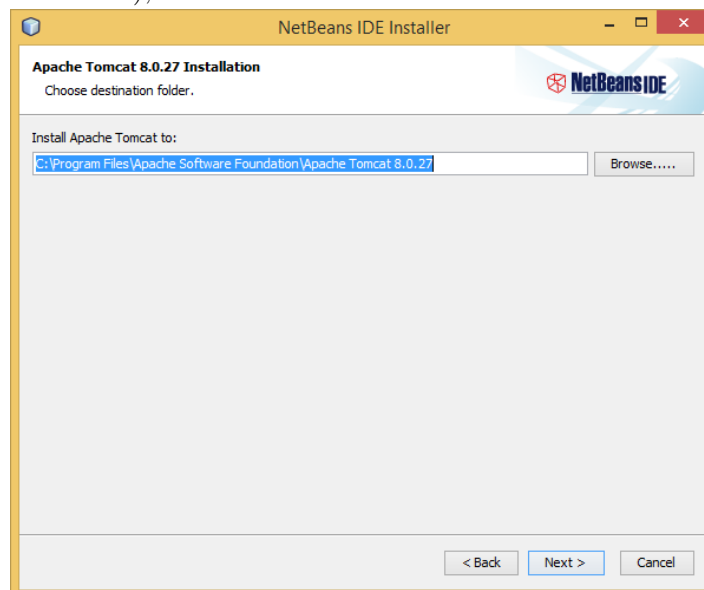 NetBeans IDE Installer
Apache Tomcat 8.0.27 Installation
Choose destination folder.
NetBeans IDE
Install Apache Tomcat to:
C:\Program Files\Apache Software Foundation\Apache Tomcat 8.0.27
Browse.....
< Back
Next >
Cancel